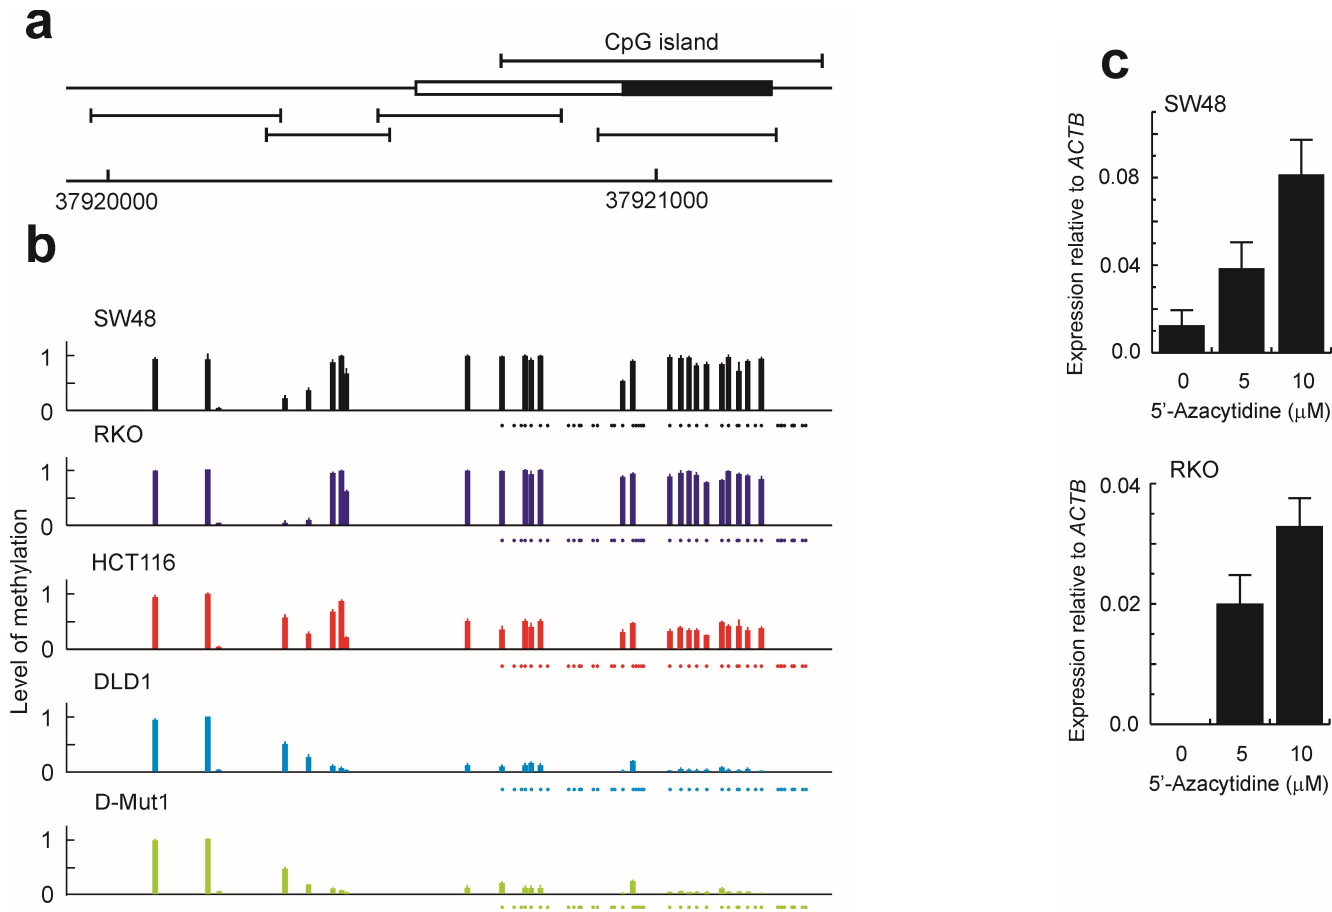 a
CpG island
37920000
37921000
b
Level of methylation
SW48
1
0
RKO
1
0
HCT116
1
0
DLD1
1
0
D-Mut1
1
0
c
SW48
Expression relative to ACTB
0.08
0.04
0.0
0 5 10
5’-Azacytidine (μM)
RKO
Expression relative to ACTB
0.04
0.02
0.0
0 5 10
5’-Azacytidine (μM)